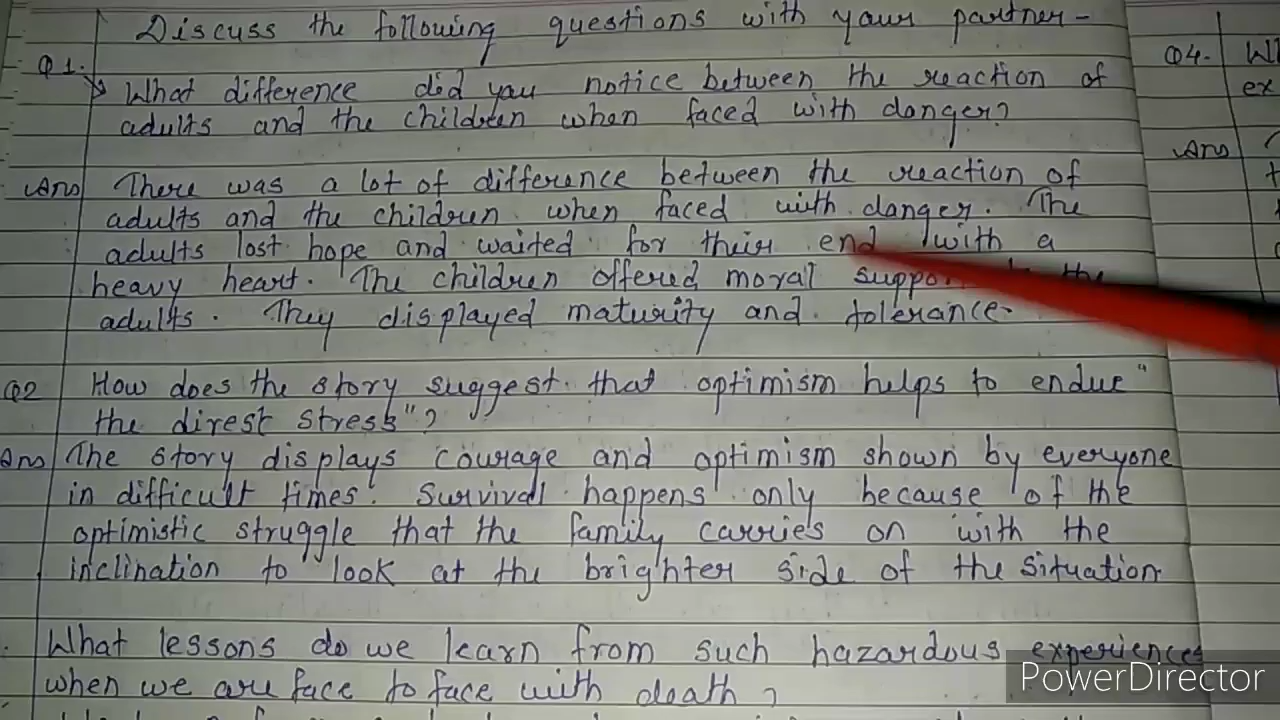 Discuss the following questions with your partner-
Q1.
What difference did you notice between the reaction of
adults and the children when faced with danger?
Ans There was a lot of difference between the reaction of
adults and the children when faced with danger. The
adults lost hope and waited for their end with a
heavy heart. The children offered moral the
adults. They displayed maturity and tolerance.
Q2 How does the story suggest that optimism helps to endue "
the direst stress"?
Ans The story displays courage and optimism shown by everyone
in difficult times. Survival happens only because of the
optimistic struggle that the family carries on with the
inclination to look at the brighter side of the situation
What lessons do we learn from such hazardous experiences
when we are face to face with death ?
Q4.
ex
Ans
PowerDirector